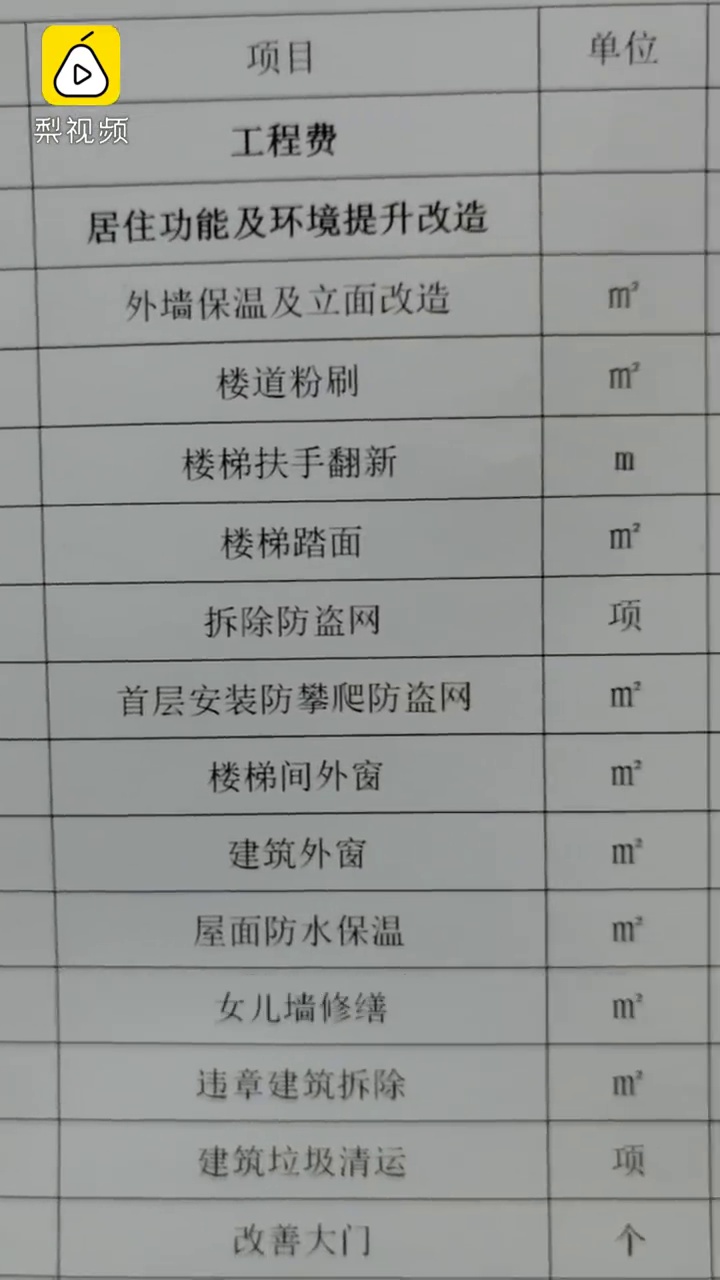 梨视频
项目 单位
工程费
居住功能及环境提升改造
外墙保温及立面改造 m²
楼道粉刷 m²
楼梯扶手翻新 m
楼梯踏面 m²
拆除防盗网 项
首层安装防攀爬防盗网 m²
楼梯间外窗 m²
建筑外窗 m²
屋面防水保温 m²
女儿墙修缮 m²
违章建筑拆除 m²
建筑垃圾清运 项
改善大门 个